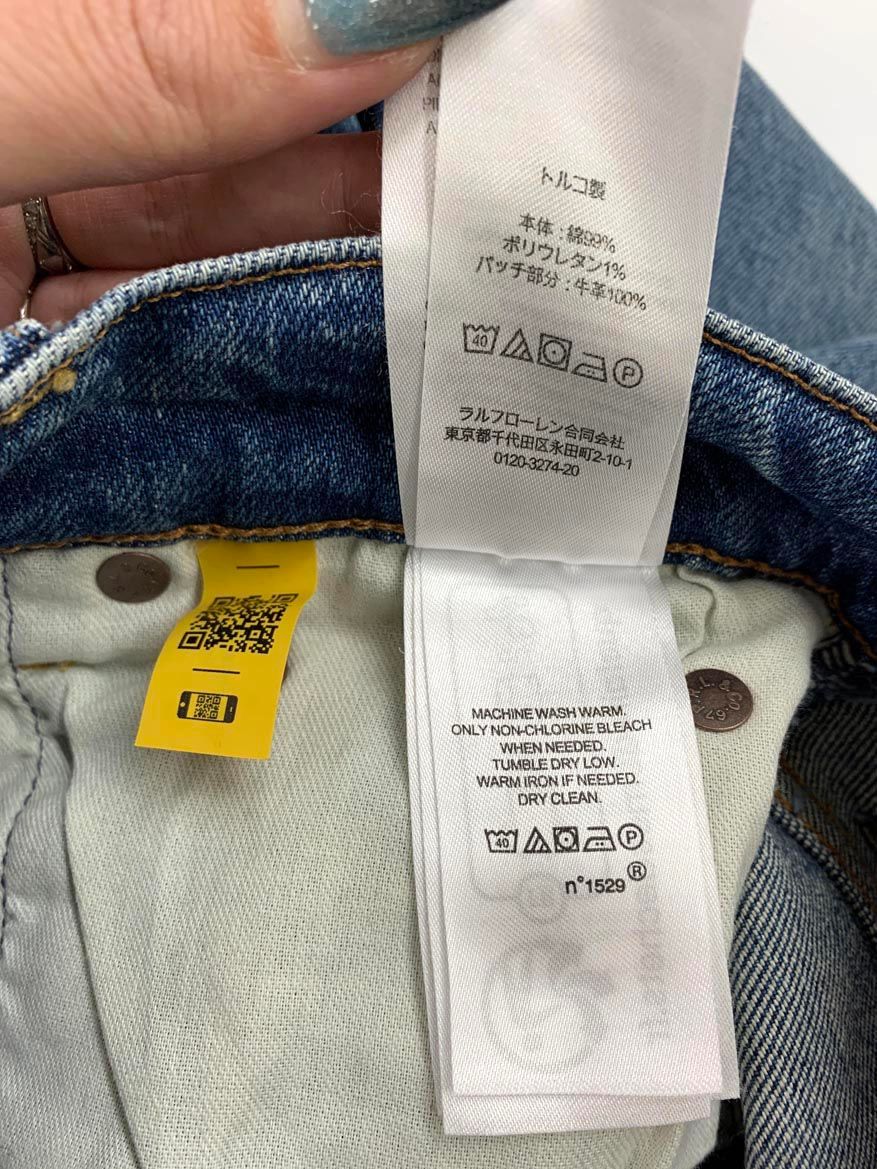 トルコ製
本体：綿99%
ポリウレタン1%
パッチ部分：牛革100%
40
P
ラルフローレン合同会社
東京都千代田区永田町2-10-1
0120-3274-20
MACHINE WASH WARM.
ONLY NON-CHLORINE BLEACH
WHEN NEEDED.
TUMBLE DRY LOW.
WARM IRON IF NEEDED.
DRY CLEAN.
40
P
n°1529®